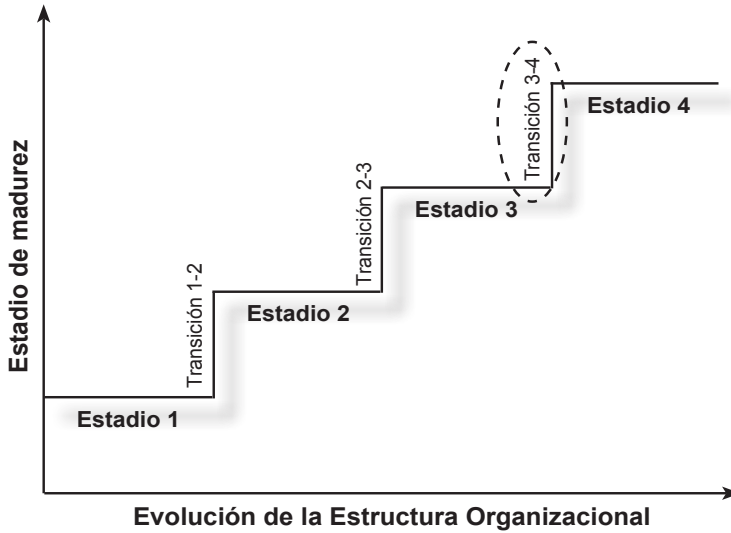 Estadio de madurez
Transición 3-4
Estadio 4
Transición 2-3
Estadio 3
Transición 1-2
Estadio 2
Estadio 1
Evolución de la Estructura Organizacional